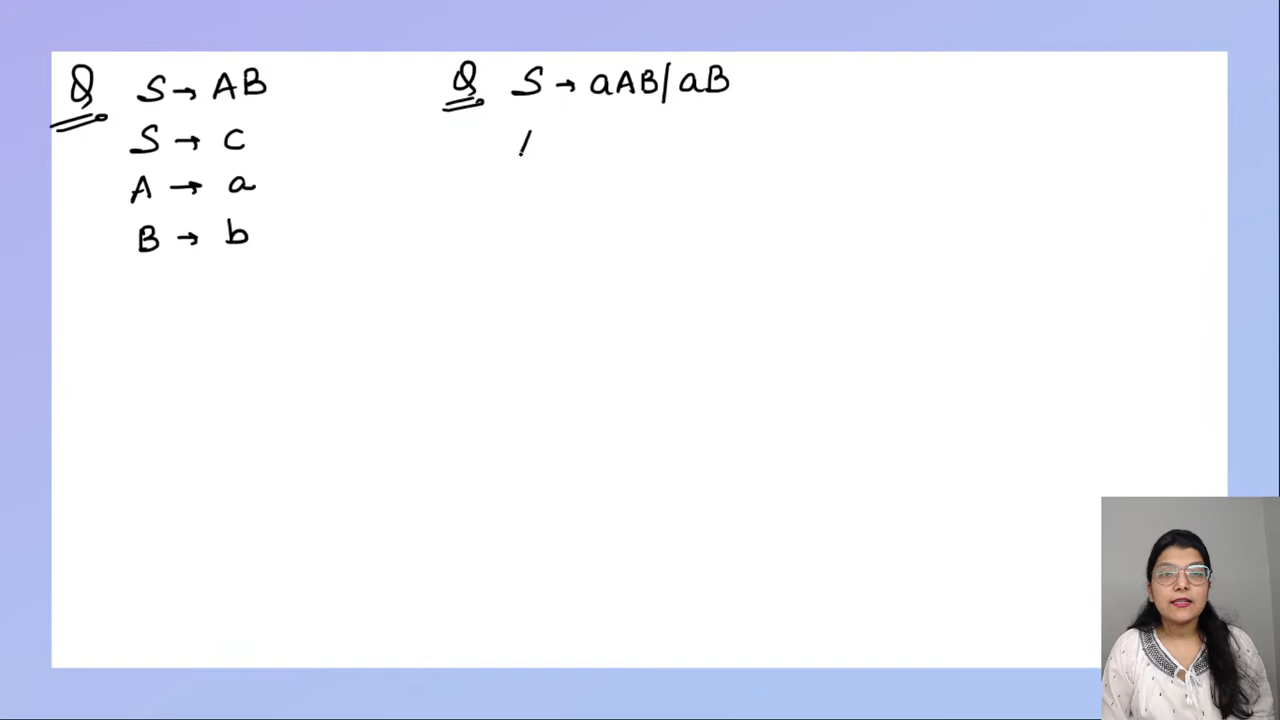 Q S → AB
S → c
A → a
B → b
Q S → aAB/aB